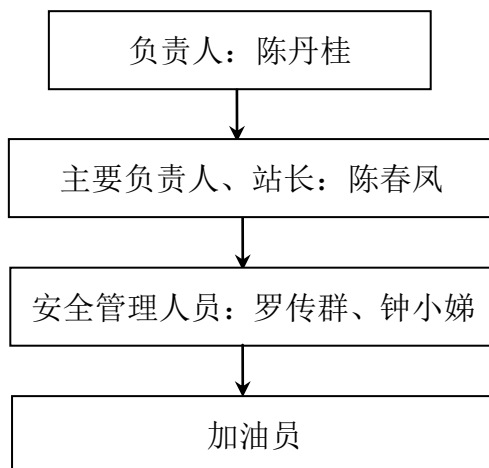 负责人：陈丹桂
主要负责人、站长：陈春凤
安全管理人员：罗传群、钟小娣
加油员